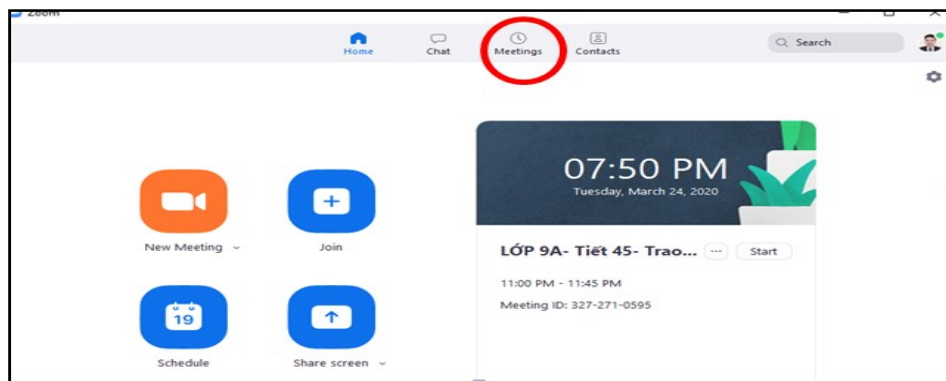 Zoom
Home
Chat
Meetings
Contacts
Search
07:50 PM
Tuesday, March 24, 2020
New Meeting
Join
LỚP 9A- Tiết 45- Trao...
Start
11:00 PM - 11:45 PM
Meeting ID: 327-271-0595
19
Schedule
Share screen